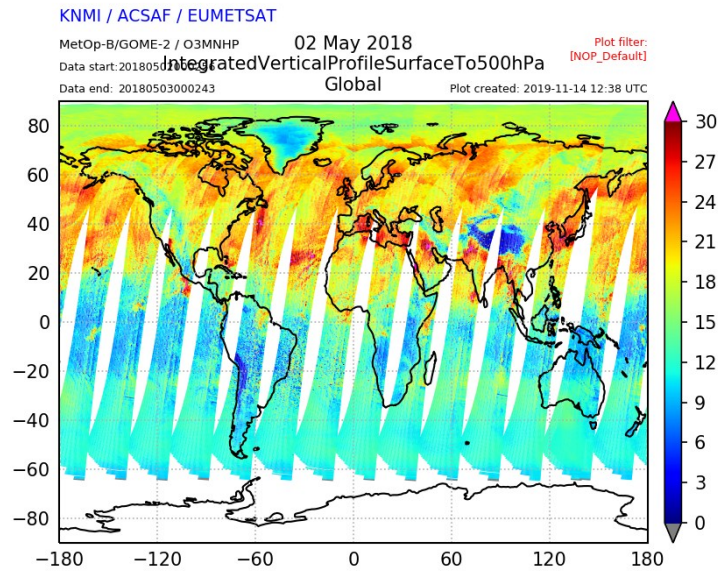 KNMI / ACSAF / EUMETSAT
MetOp-B/GOME-2 / O3MNHP
02 May 2018
Plot filter:
[NOP_Default]
IntegratedVerticalProfileSurfaceTo500hPa
Data start:
Global
Data end: 20180503000243
Plot created: 2019-11-14 12:38 UTC
80
60
40
20
0
−20
−40
−60
−80
−180
−120
−60
0
60
120
180
30
27
24
21
18
15
12
9
6
3
0